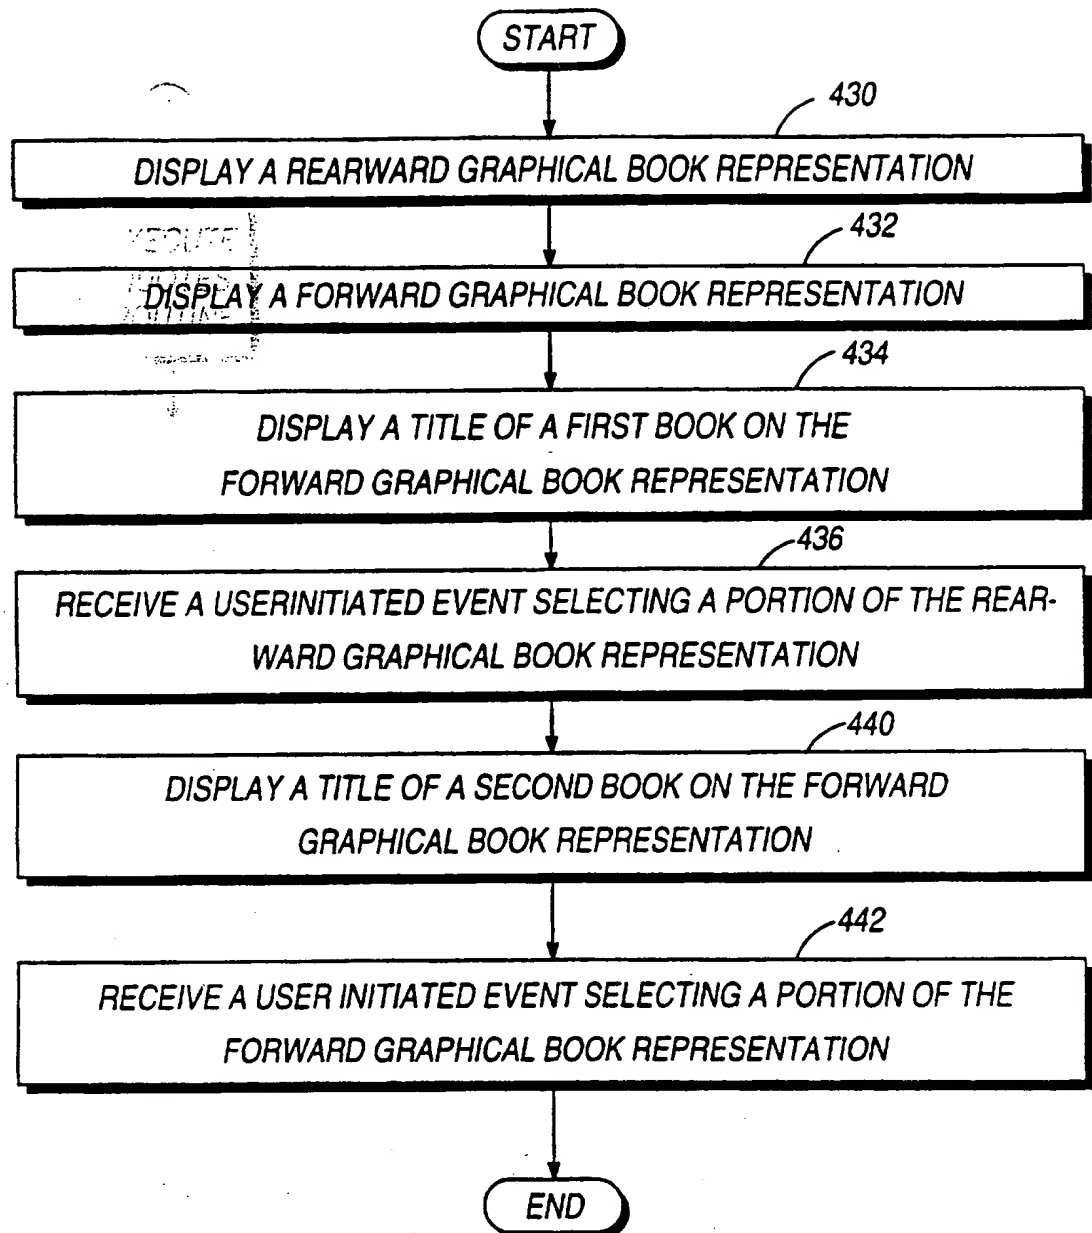 START
430
DISPLAY A REARWARD GRAPHICAL BOOK REPRESENTATION
432
DISPLAY A FORWARD GRAPHICAL BOOK REPRESENTATION
434
DISPLAY A TITLE OF A FIRST BOOK ON THE
FORWARD GRAPHICAL BOOK REPRESENTATION
436
RECEIVE A USERINITIATED EVENT SELECTING A PORTION OF THE REAR-
WARD GRAPHICAL BOOK REPRESENTATION
440
DISPLAY A TITLE OF A SECOND BOOK ON THE FORWARD
GRAPHICAL BOOK REPRESENTATION
442
RECEIVE A USER INITIATED EVENT SELECTING A PORTION OF THE
FORWARD GRAPHICAL BOOK REPRESENTATION
END